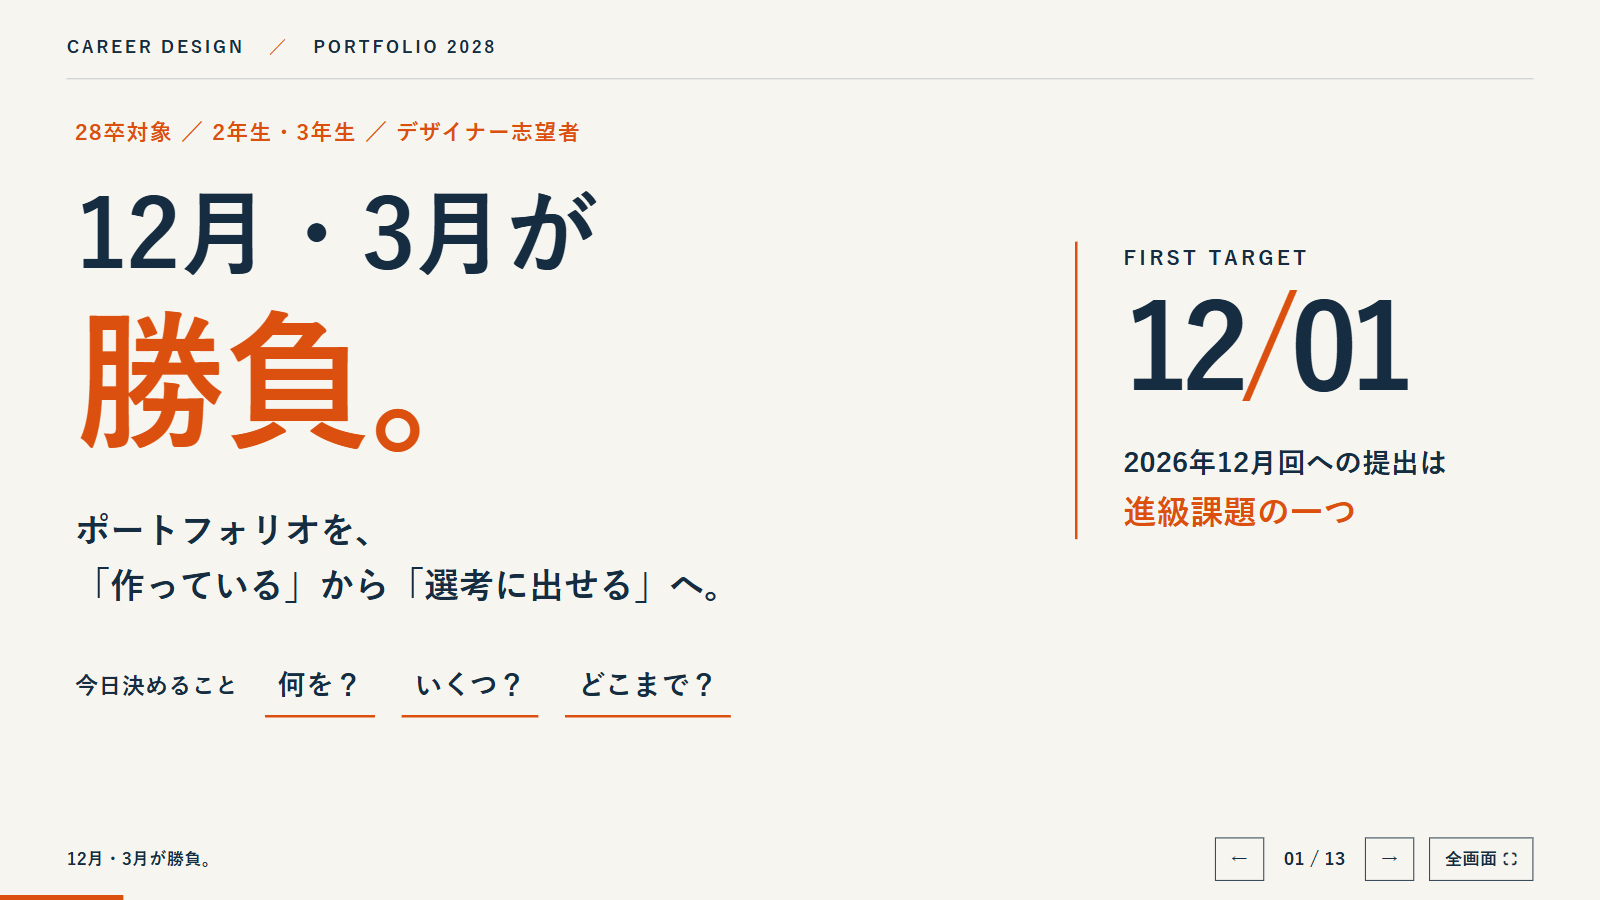 CAREER DESIGN ／ PORTFOLIO 2028
28卒対象 ／ 2年生・3年生 ／ デザイナー志望者
12月・3月が
勝負。
ポートフォリオを、
「作っている」から「選考に出せる」へ。
今日決めること 何を？ いくつ？ どこまで？
FIRST TARGET
12/01
2026年12月回への提出は
進級課題の一つ
12月・3月が勝負。
← 01 / 13 → 全画面 ⛶